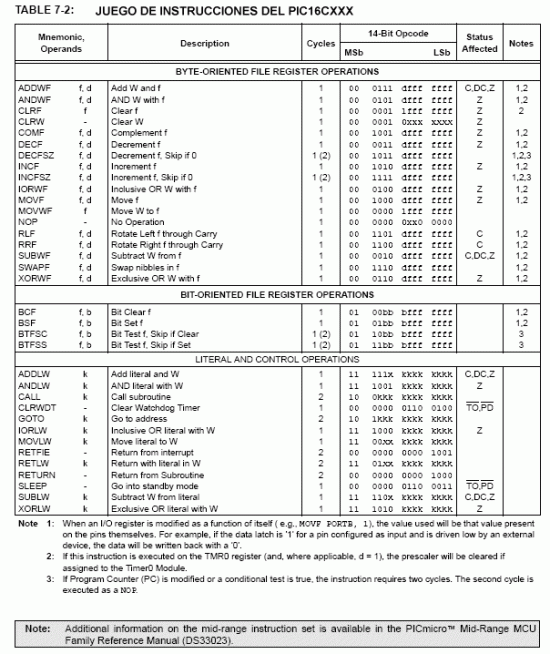 TABLE 7-2: JUEGO DE INSTRUCCIONES DEL PIC16CXXX
Mnemonic, Operands Description Cycles 14-Bit Opcode Status Affected Notes
MSb LSb
BYTE-ORIENTED FILE REGISTER OPERATIONS
ADDWF f, d Add W and f 1 00 0111 dfff ffff C,DC,Z 1,2
ANDWF f, d AND W with f 1 00 0101 dfff ffff Z 1,2
CLRF f Clear f 1 00 0001 1fff ffff Z 2
CLRW - Clear W 1 00 0001 0xxx xxxx Z
COMF f, d Complement f 1 00 1001 dfff ffff Z 1,2
DECF f, d Decrement f 1 00 0011 dfff ffff Z 1,2
DECFSZ f, d Decrement f, Skip if 0 1 (2) 00 1011 dfff ffff 1,2,3
INCF f, d Increment f 1 00 1010 dfff ffff Z 1,2
INCFSZ f, d Increment f, Skip if 0 1 (2) 00 1111 dfff ffff 1,2,3
IORWF f, d Inclusive OR W with f 1 00 0100 dfff ffff Z 1,2
MOVF f, d Move f 1 00 1000 dfff ffff Z 1,2
MOVWF f Move W to f 1 00 0000 1fff ffff
NOP - No Operation 1 00 0000 0xx0 0000
RLF f, d Rotate Left f through Carry 1 00 1101 dfff ffff C 1,2
RRF f, d Rotate Right f through Carry 1 00 1100 dfff ffff C 1,2
SUBWF f, d Subtract W from f 1 00 0010 dfff ffff C,DC,Z 1,2
SWAPF f, d Swap nibbles in f 1 00 1110 dfff ffff 1,2
XORWF f, d Exclusive OR W with f 1 00 0110 dfff ffff Z 1,2
BIT-ORIENTED FILE REGISTER OPERATIONS
BCF f, b Bit Clear f 1 01 00bb bfff ffff 1,2
BSF f, b Bit Set f 1 01 01bb bfff ffff 1,2
BTFSC f, b Bit Test f, Skip if Clear 1 (2) 01 10bb bfff ffff 3
BTFSS f, b Bit Test f, Skip if Set 1 (2) 01 11bb bfff ffff 3
LITERAL AND CONTROL OPERATIONS
ADDLW k Add literal and W 1 11 111x kkkk kkkk C,DC,Z
ANDLW k AND literal with W 1 11 1001 kkkk kkkk Z
CALL k Call subroutine 2 10 0kkk kkkk kkkk
CLRWDT - Clear Watchdog Timer 1 00 0000 0110 0100 TO,PD
GOTO k Go to address 2 10 1kkk kkkk kkkk
IORLW k Inclusive OR literal with W 1 11 1000 kkkk kkkk Z
MOVLW k Move literal to W 1 11 00xx kkkk kkkk
RETFIE - Return from interrupt 2 00 0000 0000 1001
RETLW k Return with literal in W 2 11 01xx kkkk kkkk
RETURN - Return from Subroutine 2 00 0000 0000 1000
SLEEP - Go into standby mode 1 00 0000 0110 0011 TO,PD
SUBLW k Subtract W from literal 1 11 110x kkkk kkkk C,DC,Z
XORLW k Exclusive OR literal with W 1 11 1010 kkkk kkkk Z
Note 1: When an I/O register is modified as a function of itself ( e.g., MOVF PORTB, 1), the value used will be that value present
on the pins themselves. For example, if the data latch is '1' for a pin configured as input and is driven low by an external
device, the data will be written back with a '0'.
2: If this instruction is executed on the TMR0 register (and, where applicable, d = 1), the prescaler will be cleared if
assigned to the Timer0 Module.
3: If Program Counter (PC) is modified or a conditional test is true, the instruction requires two cycles. The second cycle is
executed as a NOP.
Note: Additional information on the mid-range instruction set is available in the PICmicro™ Mid-Range MCU
Family Reference Manual (DS33023).